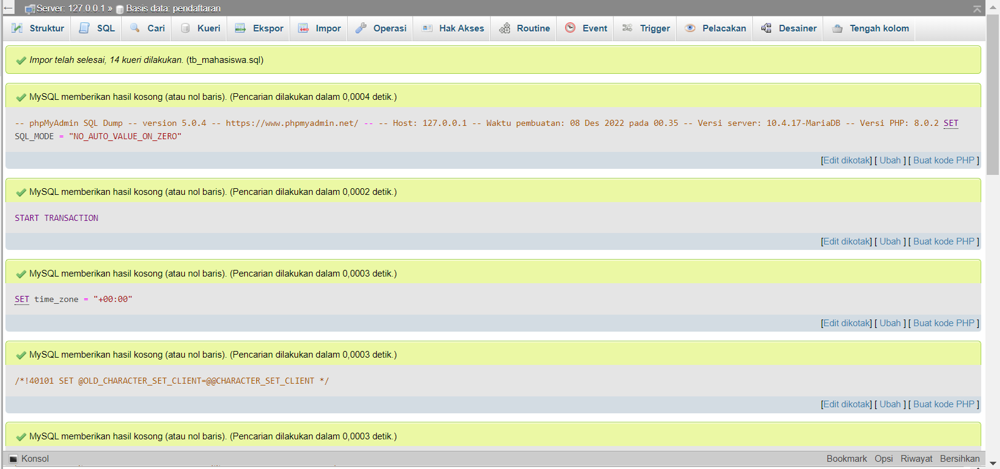 Server: 127.0.0.1 » Basis data: pendaftaran
Struktur SQL Cari Kueri Ekspor Impor Operasi Hak Akses Routine Event Trigger Pelacakan Desainer Tengah kolom
Impor telah selesai, 14 kueri dilakukan. (tb_mahasiswa.sql)
MySQL memberikan hasil kosong (atau nol baris). (Pencarian dilakukan dalam 0,0004 detik.)
-- phpMyAdmin SQL Dump -- version 5.0.4 -- https://www.phpmyadmin.net/ -- -- Host: 127.0.0.1 -- Waktu pembuatan: 08 Des 2022 pada 00.35 -- Versi server: 10.4.17-MariaDB -- Versi PHP: 8.0.2 SET
SQL_MODE = "NO_AUTO_VALUE_ON_ZERO"
[Edit dikotak] [ Ubah ] [ Buat kode PHP ]
MySQL memberikan hasil kosong (atau nol baris). (Pencarian dilakukan dalam 0,0002 detik.)
START TRANSACTION
[Edit dikotak] [ Ubah ] [ Buat kode PHP ]
MySQL memberikan hasil kosong (atau nol baris). (Pencarian dilakukan dalam 0,0003 detik.)
SET time_zone = "+00:00"
[Edit dikotak] [ Ubah ] [ Buat kode PHP ]
MySQL memberikan hasil kosong (atau nol baris). (Pencarian dilakukan dalam 0,0003 detik.)
/*!40101 SET @OLD_CHARACTER_SET_CLIENT=@@CHARACTER_SET_CLIENT */
[Edit dikotak] [ Ubah ] [ Buat kode PHP ]
MySQL memberikan hasil kosong (atau nol baris). (Pencarian dilakukan dalam 0,0003 detik.)
Konsol Bookmark Opsi Riwayat Bersihkan